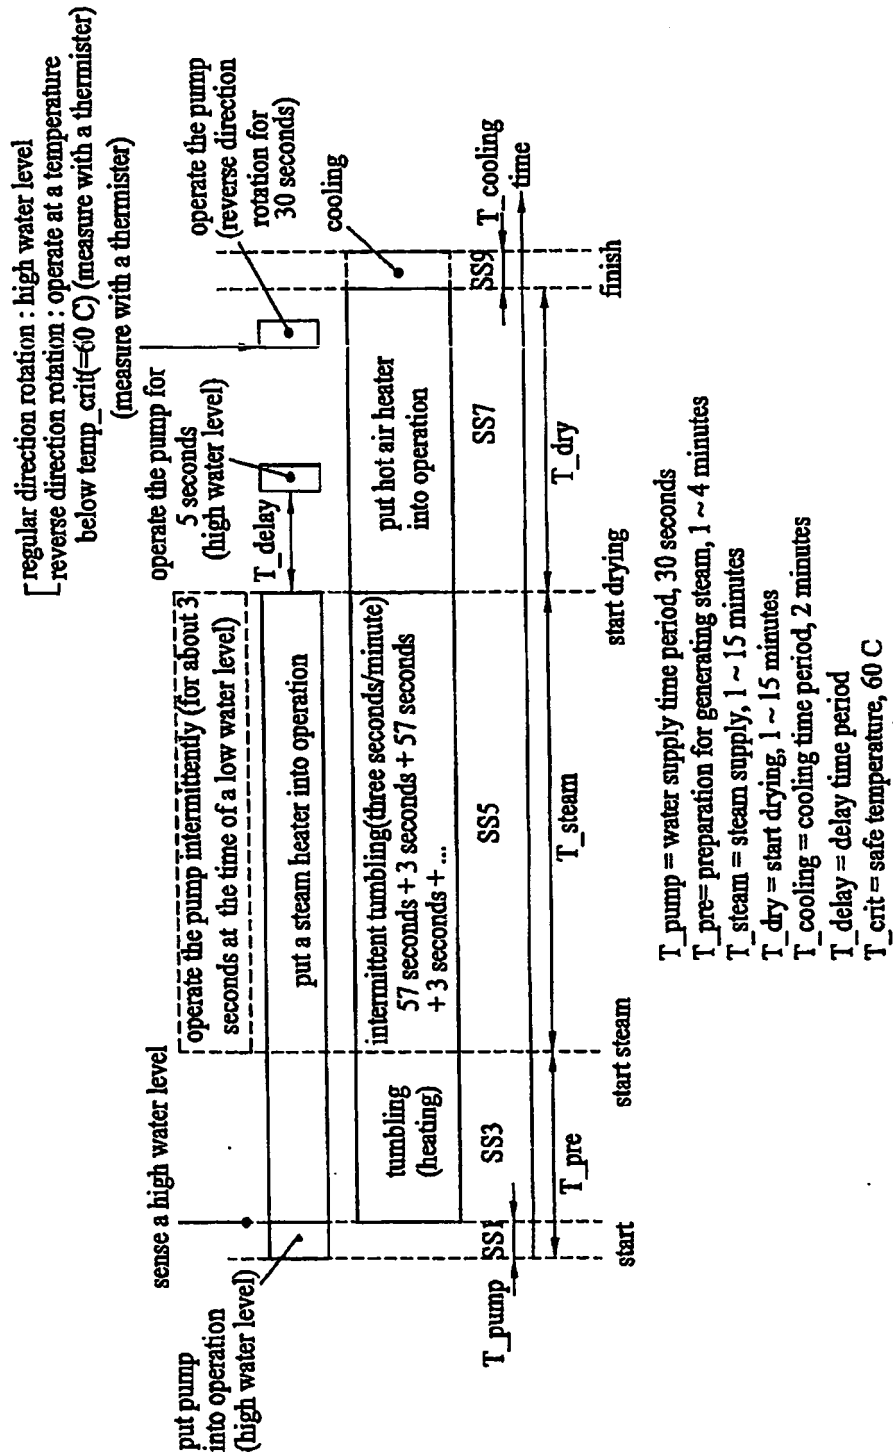 regular direction rotation : high water level
reverse direction rotation : operate at a temperature
below temp_crit(=60 C) (measure with a thermister)
(measure with a thermister)
operate the pump
(reverse direction
rotation for
30 seconds)
cooling
operate the pump for
5 seconds
(high water level)
T_delay
operate the pump intermittently (for about 3
seconds at the time of a low water level)
sense a high water level
put pump
into operation
(high water level)
put a steam heater into operation
tumbling
(heating)
intermittent tumbling(three seconds/minute)
57 seconds + 3 seconds + 57 seconds
+ 3 seconds + ...
put hot air heater
into operation
SS1
SS3
SS5
SS7
SS9
T_pump
T_pre
T_steam
T_dry
T_cooling
time
start
start steam
start drying
finish
T_pump = water supply time period, 30 seconds
T_pre= preparation for generating steam, 1 ~ 4 minutes
T_steam = steam supply, 1 ~ 15 minutes
T_dry = start drying, 1 ~ 15 minutes
T_cooling = cooling time period, 2 minutes
T_delay = delay time period
T_crit = safe temperature, 60 C